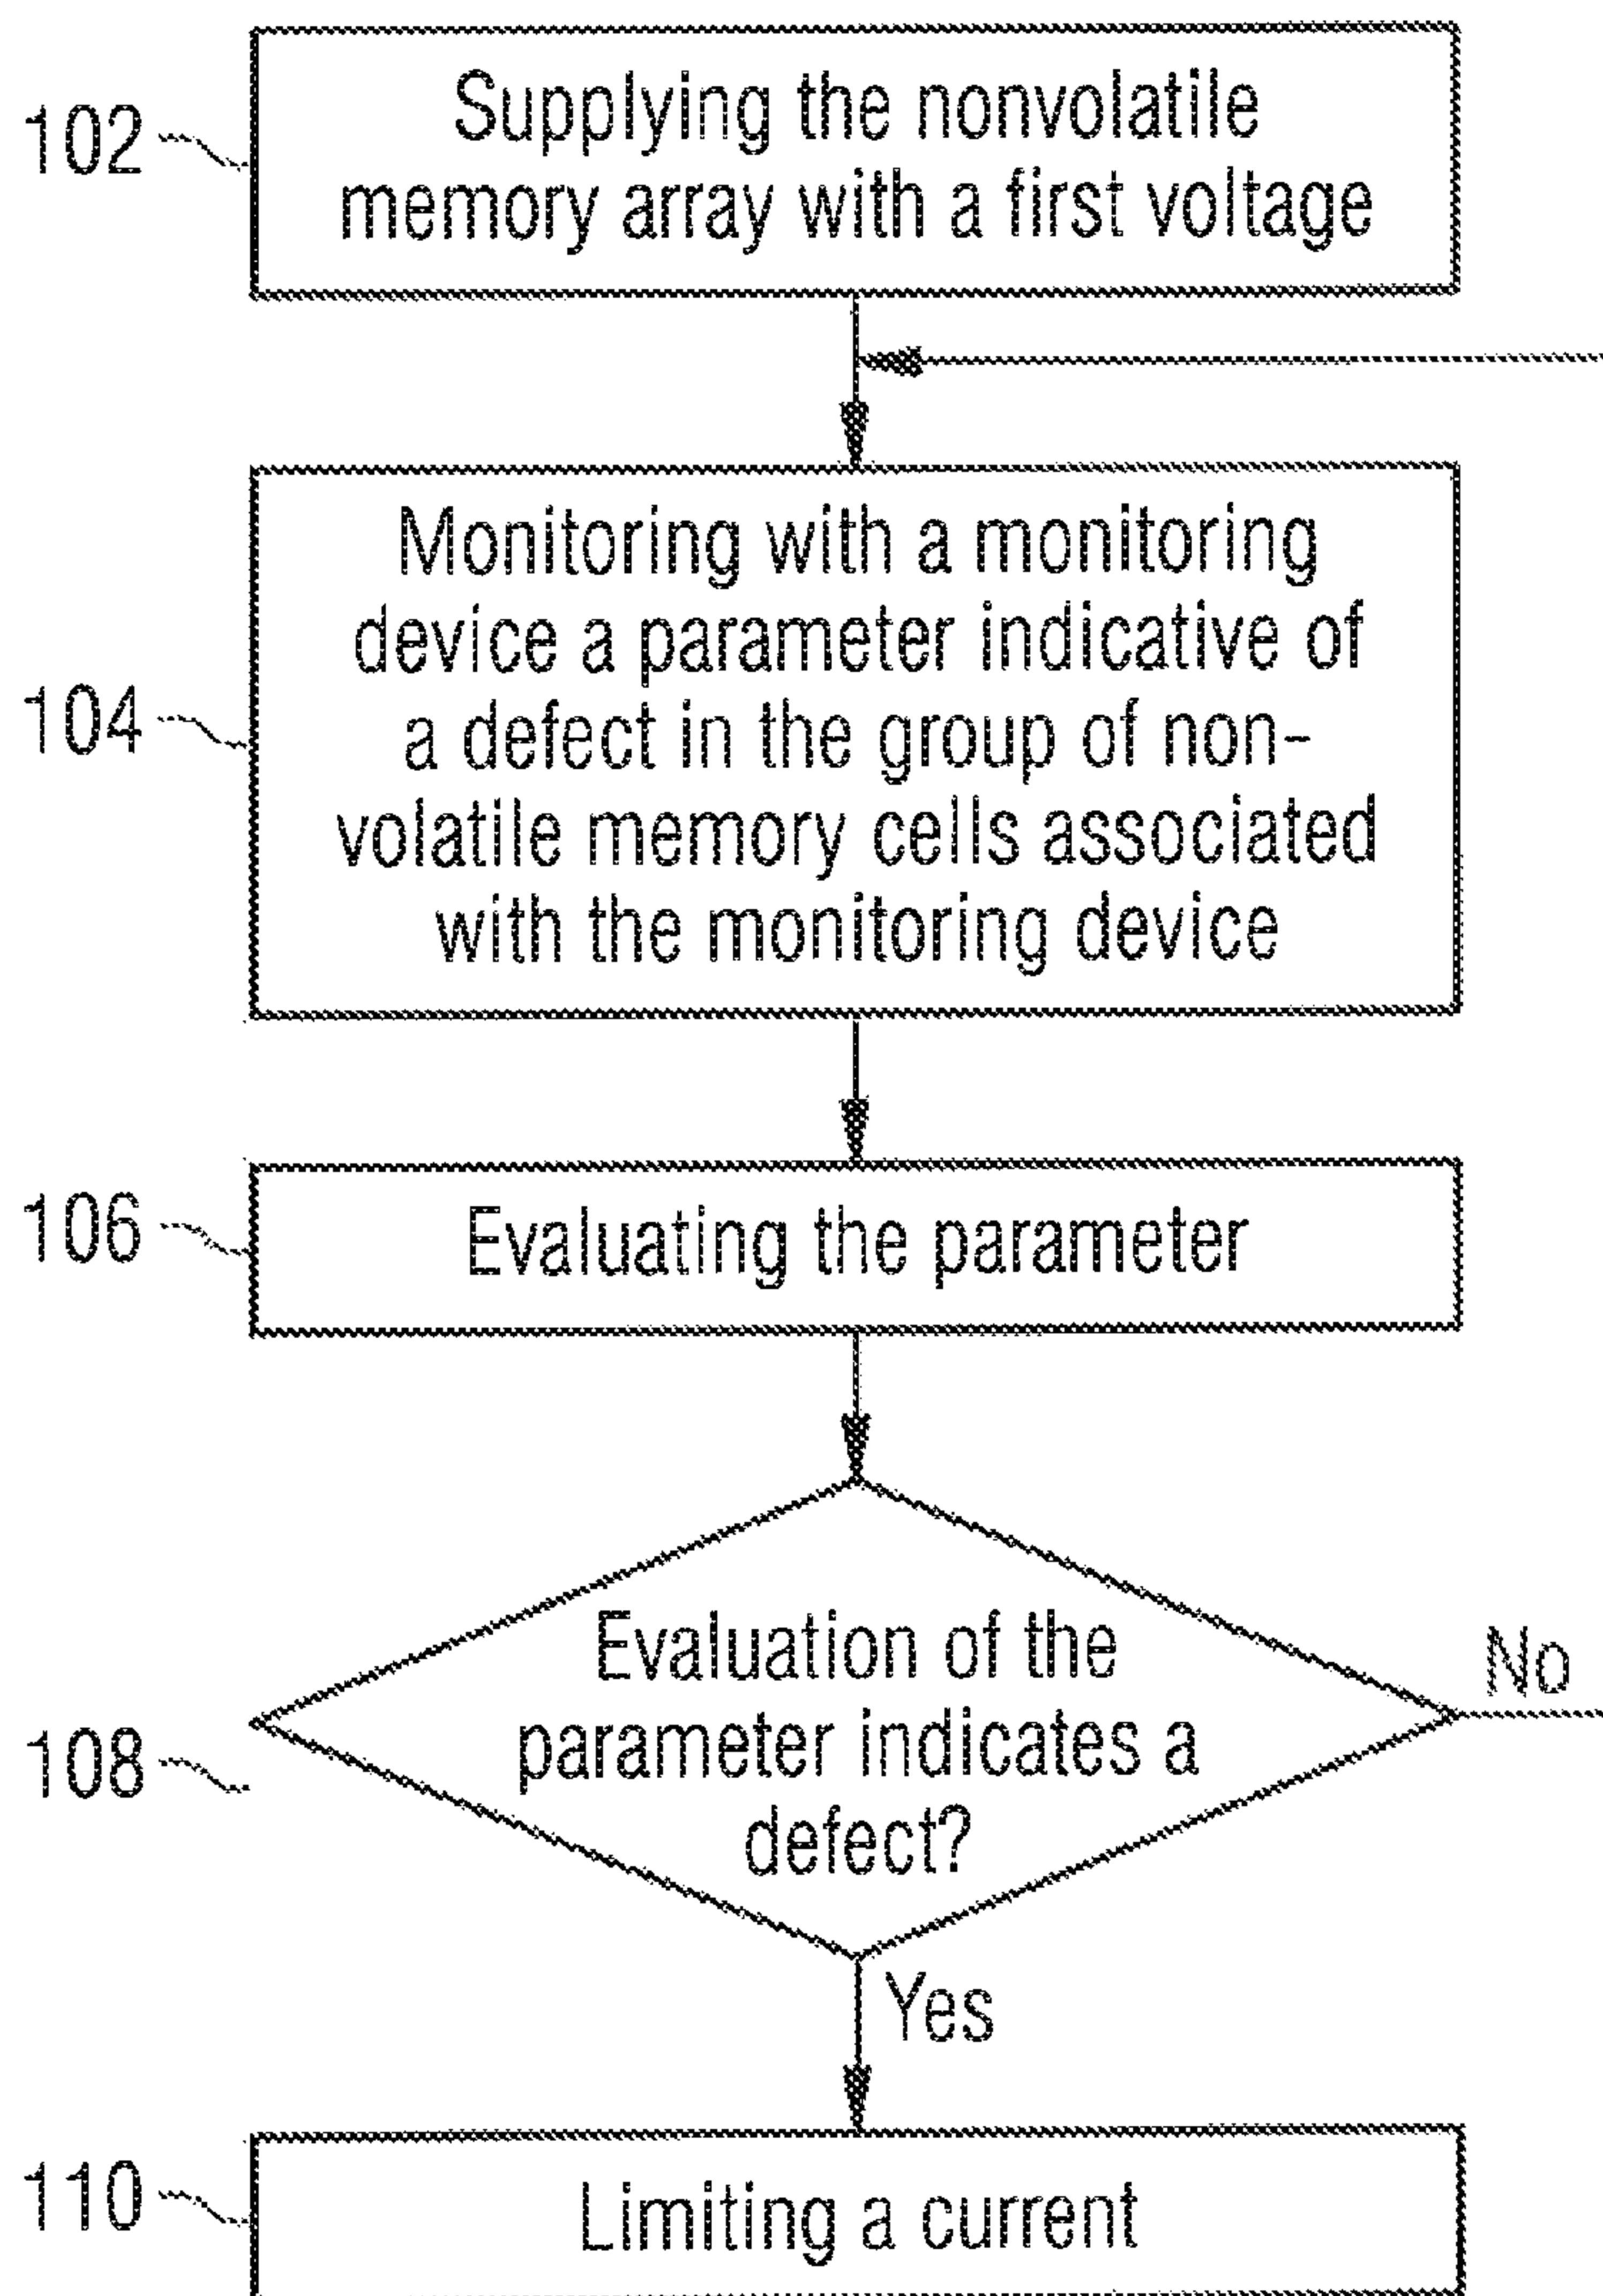 102
Supplying the nonvolatile
memory array with a first voltage
104
Monitoring with a monitoring
device a parameter indicative of
a defect in the group of non-
volatile memory cells associated
with the monitoring device
106
Evaluating the parameter
108
Evaluation of the
parameter indicates a
defect?
No
Yes
110
Limiting a current